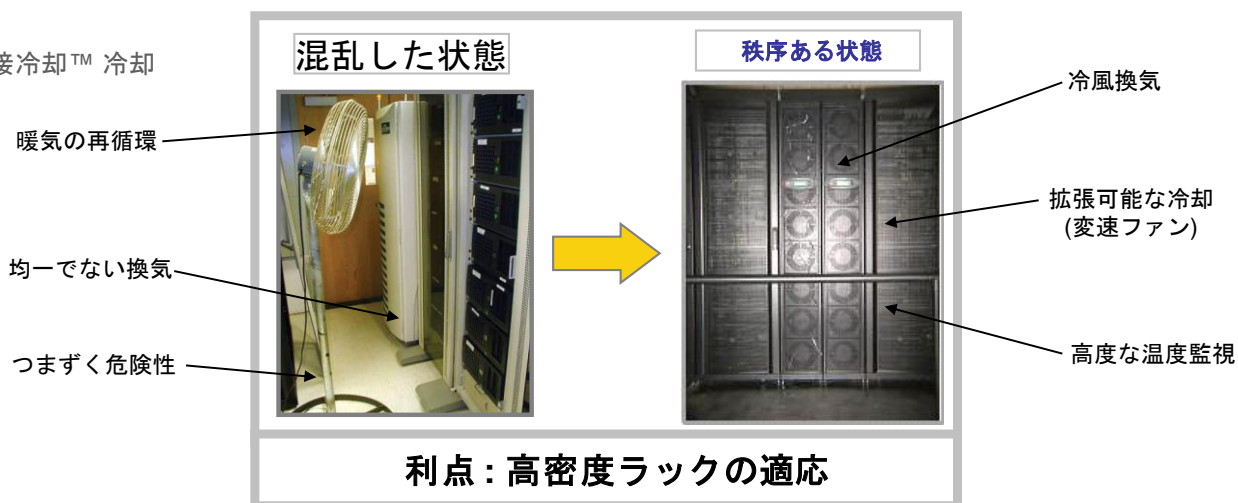 混乱した状態
秩序ある状態
接冷却™ 冷却
冷風換気
暖気の再循環
拡張可能な冷却
(変速ファン)
均一でない換気
高度な温度監視
つまずく危険性
利点 : 高密度ラックの適応